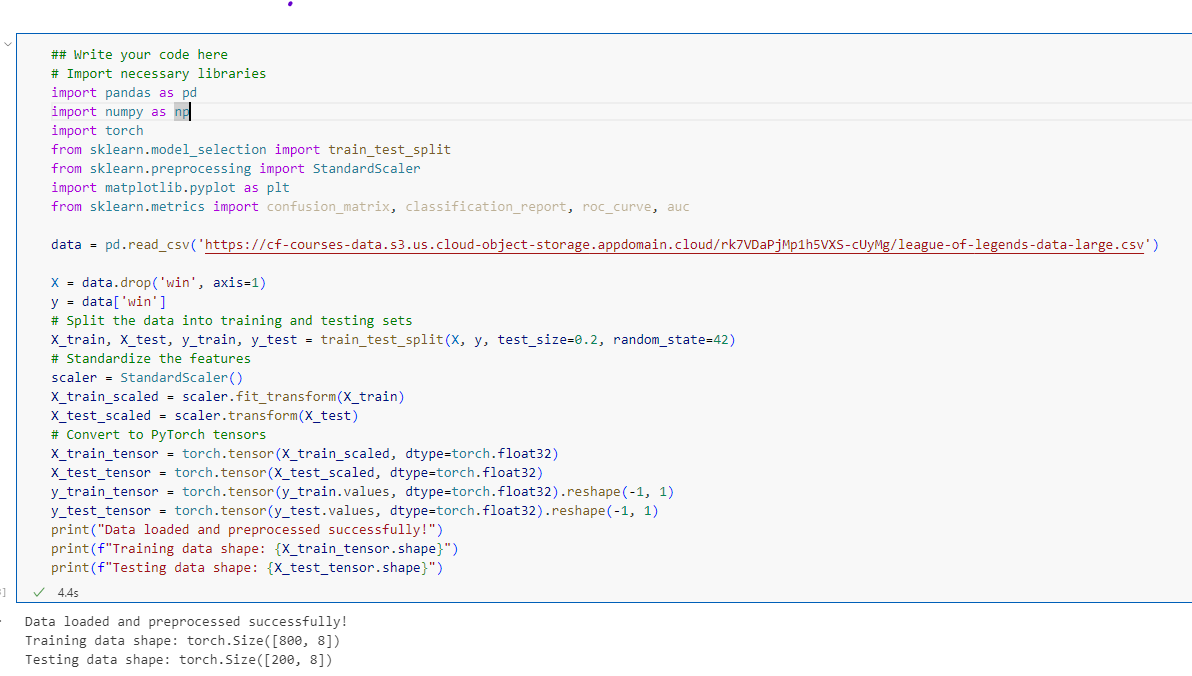 ## Write your code here
# Import necessary libraries
import pandas as pd
import numpy as np
import torch
from sklearn.model_selection import train_test_split
from sklearn.preprocessing import StandardScaler
import matplotlib.pyplot as plt
from sklearn.metrics import confusion_matrix, classification_report, roc_curve, auc
data = pd.read_csv('https://cf-courses-data.s3.us.cloud-object-storage.appdomain.cloud/rk7VDaPjMp1h5VXS-cUyMg/league-of-legends-data-large.csv')
X = data.drop('win', axis=1)
y = data['win']
# Split the data into training and testing sets
X_train, X_test, y_train, y_test = train_test_split(X, y, test_size=0.2, random_state=42)
# Standardize the features
scaler = StandardScaler()
X_train_scaled = scaler.fit_transform(X_train)
X_test_scaled = scaler.transform(X_test)
# Convert to PyTorch tensors
X_train_tensor = torch.tensor(X_train_scaled, dtype=torch.float32)
X_test_tensor = torch.tensor(X_test_scaled, dtype=torch.float32)
y_train_tensor = torch.tensor(y_train.values, dtype=torch.float32).reshape(-1, 1)
y_test_tensor = torch.tensor(y_test.values, dtype=torch.float32).reshape(-1, 1)
print("Data loaded and preprocessed successfully!")
print(f"Training data shape: {X_train_tensor.shape}")
print(f"Testing data shape: {X_test_tensor.shape}")
4.4s
Data loaded and preprocessed successfully!
Training data shape: torch.Size([800, 8])
Testing data shape: torch.Size([200, 8])